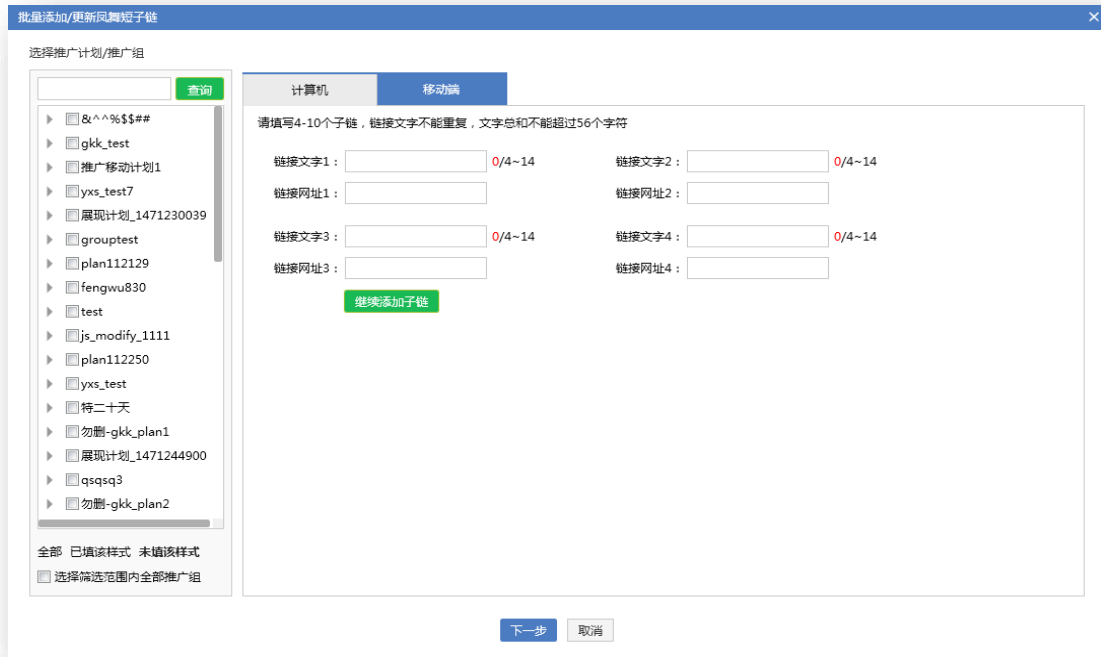 批量添加/更新凤舞短子链
选择推广计划/推广组
查询
&^^%$$##
gkk_test
推广移动计划1
yxs_test7
展现计划_1471230039
grouptest
plan112129
fengwu830
test
js_modify_1111
plan112250
yxs_test
特二十天
勿删-gkk_plan1
展现计划_1471244900
qsqsq3
勿删-gkk_plan2
全部 已填该样式 未填该样式
选择筛选范围内全部推广组
计算机 移动端
请填写4-10个子链，链接文字不能重复，文字总和不能超过56个字符
链接文字1： 0/4~14 链接文字2： 0/4~14
链接网址1： 链接网址2：
链接文字3： 0/4~14 链接文字4： 0/4~14
链接网址3： 链接网址4：
继续添加子链
下一步 取消